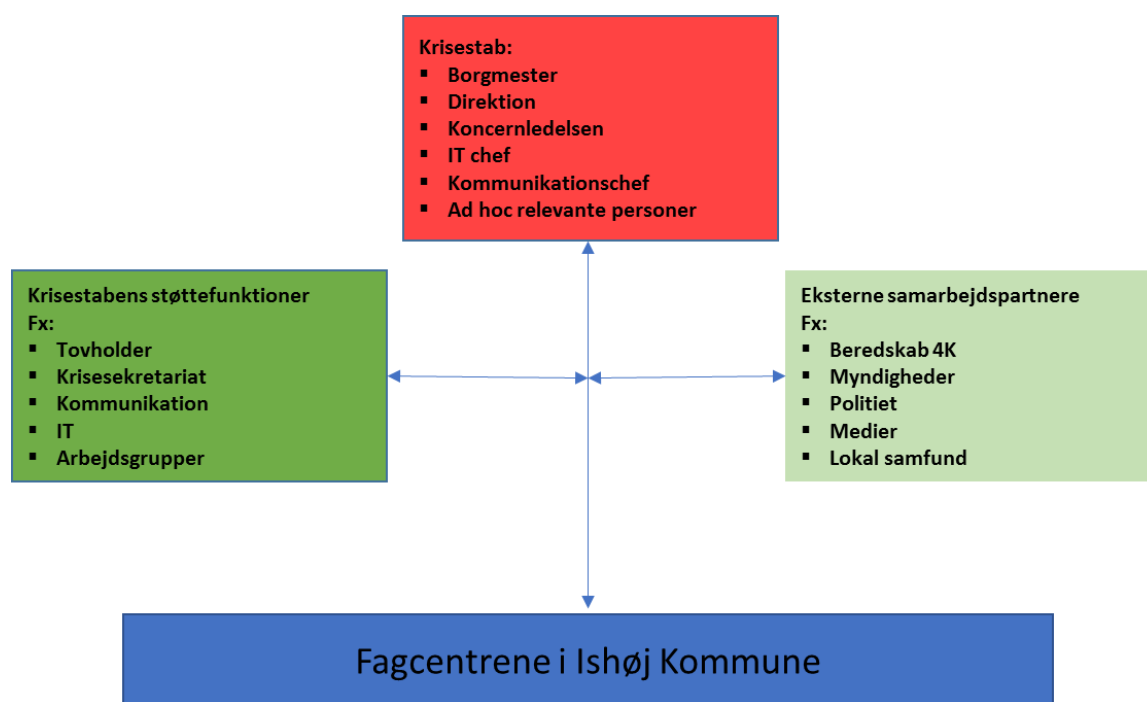 Krisestab:
▪ Borgmester
▪ Direktion
▪ Koncernledelsen
▪ IT chef
▪ Kommunikationschef
▪ Ad hoc relevante personer
Krisestabens støttefunktioner
Fx:
▪ Tovholder
▪ Krisesekretariat
▪ Kommunikation
▪ IT
▪ Arbejdsgrupper
Eksterne samarbejdspartnere
Fx:
▪ Beredskab 4K
▪ Myndigheder
▪ Politiet
▪ Medier
▪ Lokal samfund
Fagcentrene i Ishøj Kommune